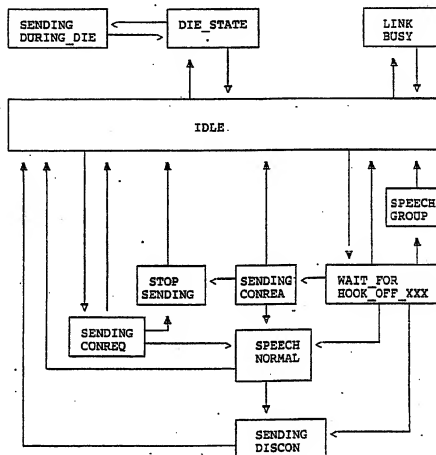 SENDING
DURING_DIE
DIE_STATE
LINK
BUSY
IDLE.
SPEECH
GROUP
STOP
SENDING
SENDING
CONREA
WAIT_FOR
HOOK_OFF_XXX
SENDING
CONREQ
SPEECH
NORMAL
SENDING
DISCON